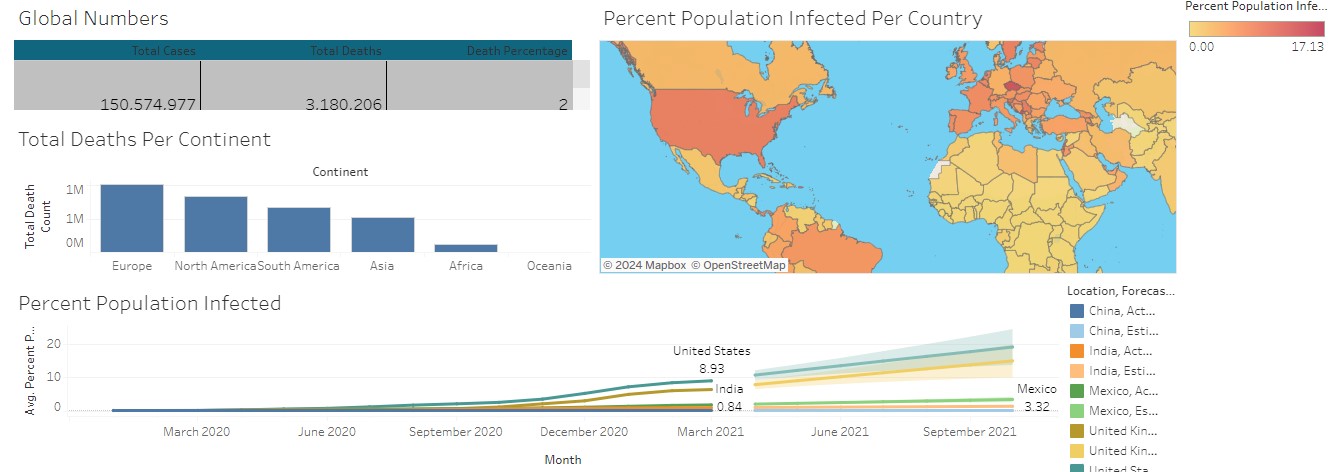 Global Numbers
Total Cases Total Deaths Death Percentage
150.574.977 3.180.206 2
Total Deaths Per Continent
Continent
Total Death Count
1M
1M
0M
Europe North America South America Asia Africa Oceania
Percent Population Infected Per Country
© 2024 Mapbox © OpenStreetMap
Percent Population Infe...
0.00 17.13
Percent Population Infected
Avg. Percent P...
20
10
0
United States
8.93
India
0.84
Mexico
3.32
March 2020 June 2020 September 2020 December 2020 March 2021 June 2021 September 2021
Month
Location, Forecas...
China, Act...
China, Esti...
India, Act...
India, Esti...
Mexico, Ac...
Mexico, Es...
United Kin...
United Kin...
United Sta...